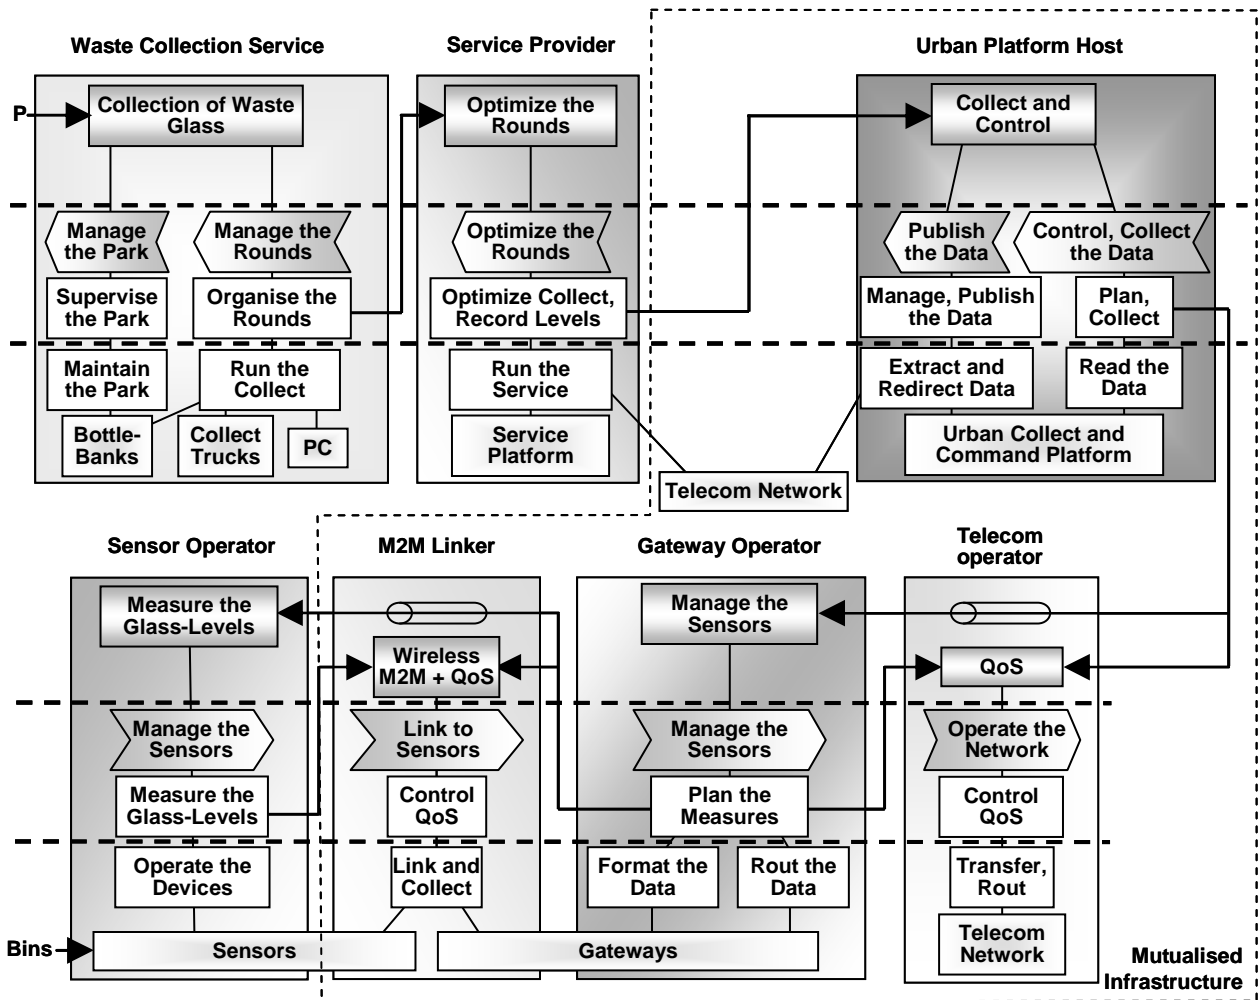 Waste Collection Service
Service Provider
Urban Platform Host
P
Collection of Waste
Glass
Optimize the
Rounds
Collect and
Control
Manage
the Park
Manage the
Rounds
Optimize the
Rounds
Publish
the Data
Control, Collect
the Data
Supervise
the Park
Organise the
Rounds
Optimize Collect,
Record Levels
Manage, Publish
the Data
Plan,
Collect
Maintain
the Park
Run the
Collect
Run the
Service
Extract and
Redirect Data
Read the
Data
Bottle-
Banks
Collect
Trucks
PC
Service
Platform
Urban Collect and
Command Platform
Telecom Network
Sensor Operator
M2M Linker
Gateway Operator
Telecom
operator
Measure the
Glass-Levels
Wireless
M2M + QoS
Manage the
Sensors
QoS
Manage the
Sensors
Link to
Sensors
Manage the
Sensors
Operate the
Network
Measure the
Glass-Levels
Control
QoS
Plan the
Measures
Control
QoS
Operate the
Devices
Link and
Collect
Format the
Data
Rout the
Data
Transfer,
Rout
Bins
Sensors
Gateways
Telecom
Network
Mutualised
Infrastructure